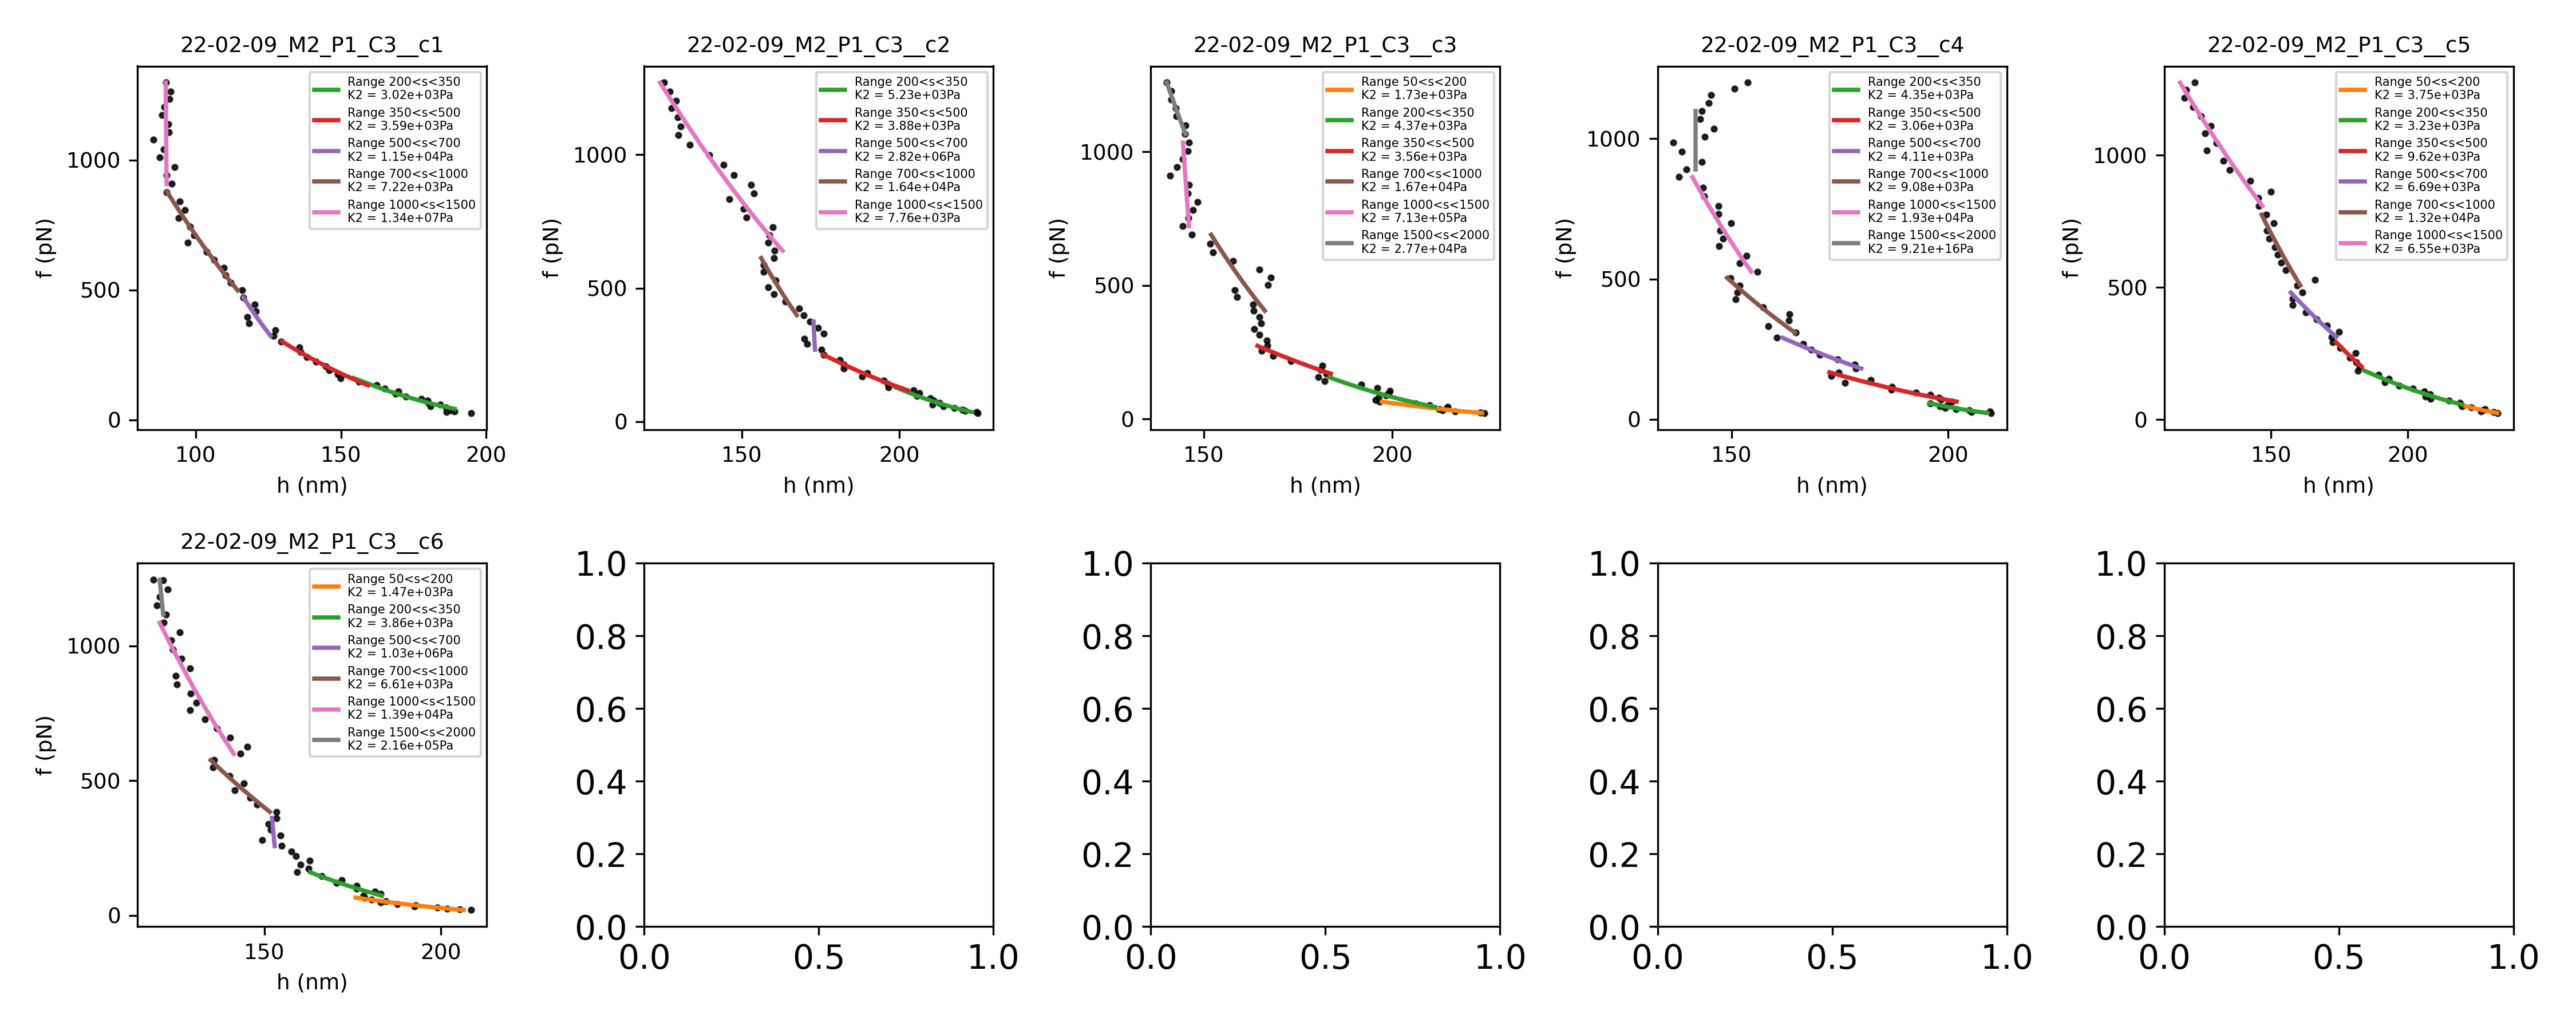 22-02-09_M2_P1_C3__c1
f (pN)
1000
500
0
100
150
200
h (nm)
Range 200<s<350
K2 = 3.02e+03Pa
Range 350<s<500
K2 = 3.59e+03Pa
Range 500<s<700
K2 = 1.15e+04Pa
Range 700<s<1000
K2 = 7.22e+03Pa
Range 1000<s<1500
K2 = 1.34e+07Pa
22-02-09_M2_P1_C3__c2
f (pN)
1000
500
0
150
200
h (nm)
Range 200<s<350
K2 = 5.23e+03Pa
Range 350<s<500
K2 = 3.88e+03Pa
Range 500<s<700
K2 = 2.82e+06Pa
Range 700<s<1000
K2 = 1.64e+04Pa
Range 1000<s<1500
K2 = 7.76e+03Pa
22-02-09_M2_P1_C3__c3
f (pN)
1000
500
0
150
200
h (nm)
Range 50<s<200
K2 = 1.73e+03Pa
Range 200<s<350
K2 = 4.37e+03Pa
Range 350<s<500
K2 = 3.56e+03Pa
Range 700<s<1000
K2 = 1.67e+04Pa
Range 1000<s<1500
K2 = 7.13e+05Pa
Range 1500<s<2000
K2 = 2.77e+04Pa
22-02-09_M2_P1_C3__c4
f (pN)
1000
500
0
150
200
h (nm)
Range 200<s<350
K2 = 4.35e+03Pa
Range 350<s<500
K2 = 3.06e+03Pa
Range 500<s<700
K2 = 4.11e+03Pa
Range 700<s<1000
K2 = 9.08e+03Pa
Range 1000<s<1500
K2 = 1.93e+04Pa
Range 1500<s<2000
K2 = 9.21e+16Pa
22-02-09_M2_P1_C3__c5
f (pN)
1000
500
0
150
200
h (nm)
Range 50<s<200
K2 = 3.75e+03Pa
Range 200<s<350
K2 = 3.23e+03Pa
Range 350<s<500
K2 = 9.62e+03Pa
Range 500<s<700
K2 = 6.69e+03Pa
Range 700<s<1000
K2 = 1.32e+04Pa
Range 1000<s<1500
K2 = 6.55e+03Pa
22-02-09_M2_P1_C3__c6
f (pN)
1000
500
0
150
200
h (nm)
Range 50<s<200
K2 = 1.47e+03Pa
Range 200<s<350
K2 = 3.86e+03Pa
Range 500<s<700
K2 = 1.03e+06Pa
Range 700<s<1000
K2 = 6.61e+03Pa
Range 1000<s<1500
K2 = 1.39e+04Pa
Range 1500<s<2000
K2 = 2.16e+05Pa
1.0
0.8
0.6
0.4
0.2
0.0
0.0
0.5
1.0
1.0
0.8
0.6
0.4
0.2
0.0
0.0
0.5
1.0
1.0
0.8
0.6
0.4
0.2
0.0
0.0
0.5
1.0
1.0
0.8
0.6
0.4
0.2
0.0
0.0
0.5
1.0